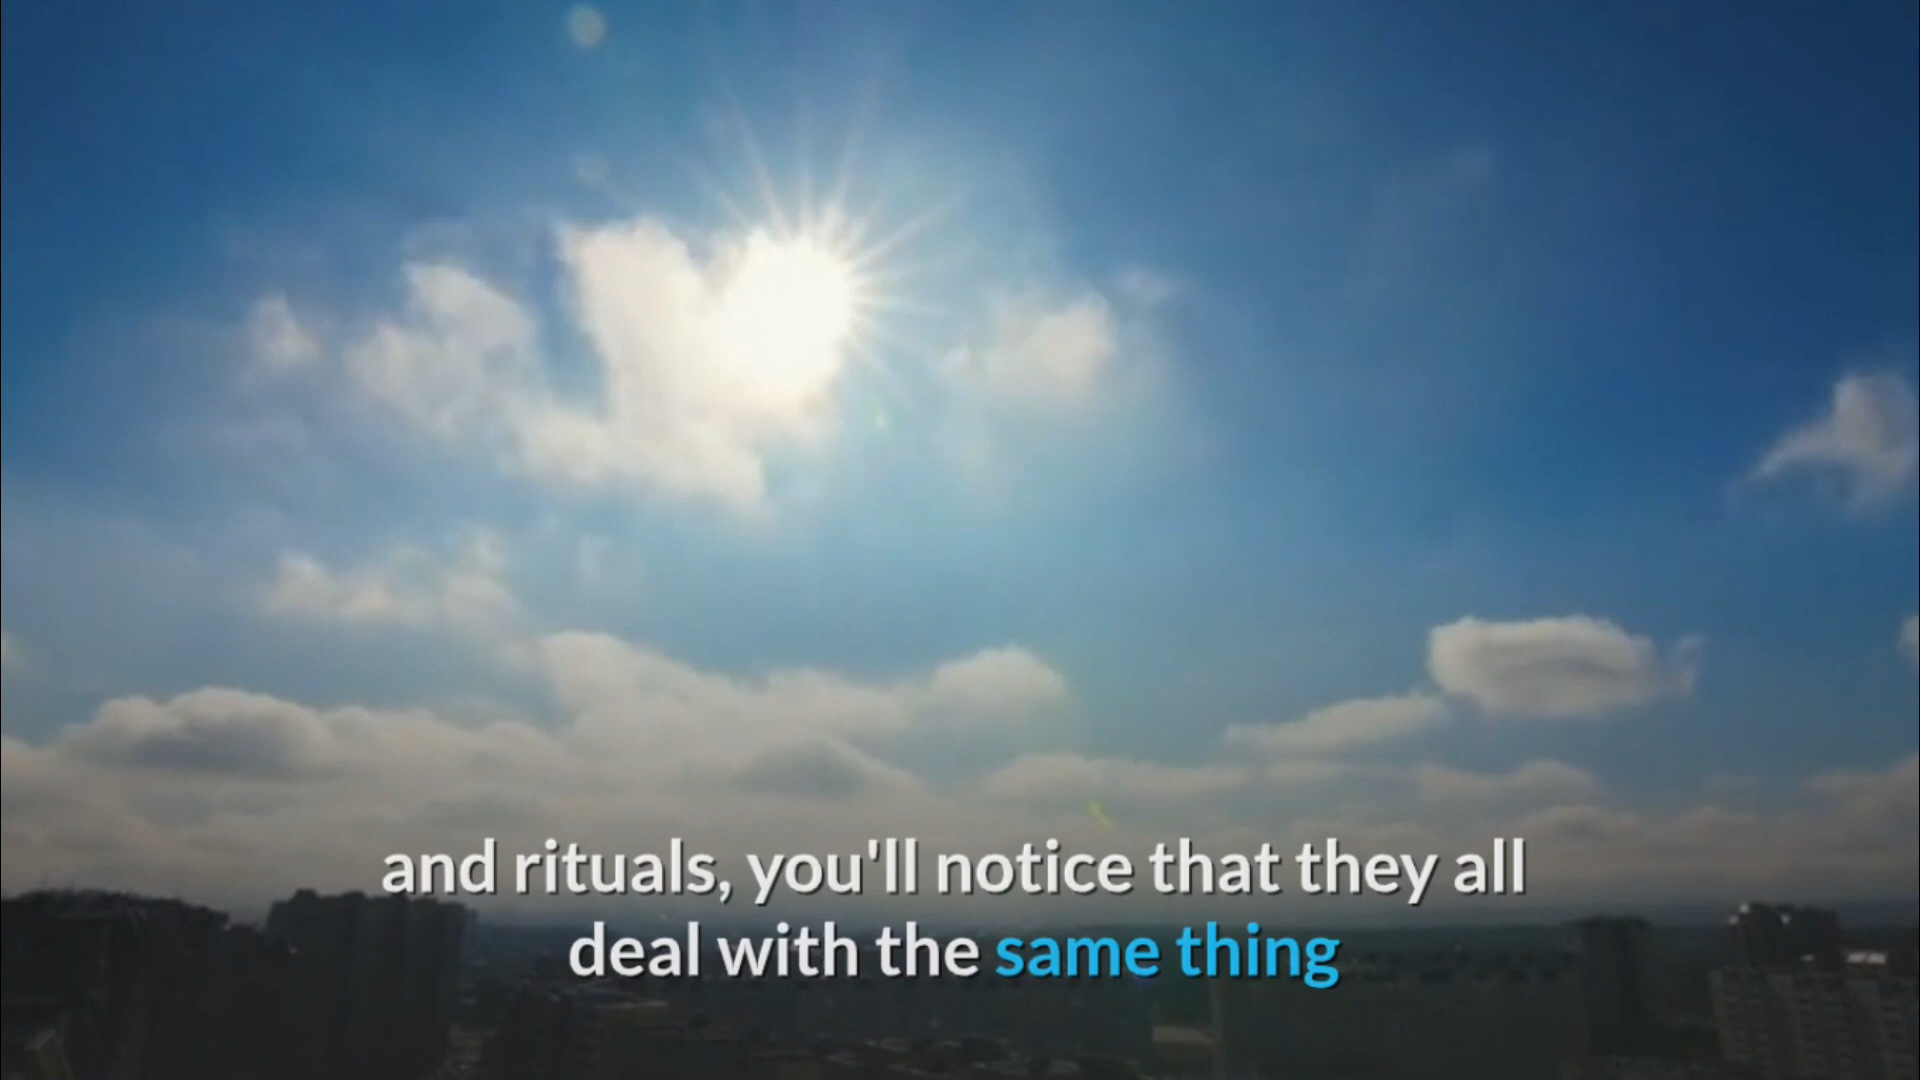 and rituals, you'll notice that they all
deal with the same thing